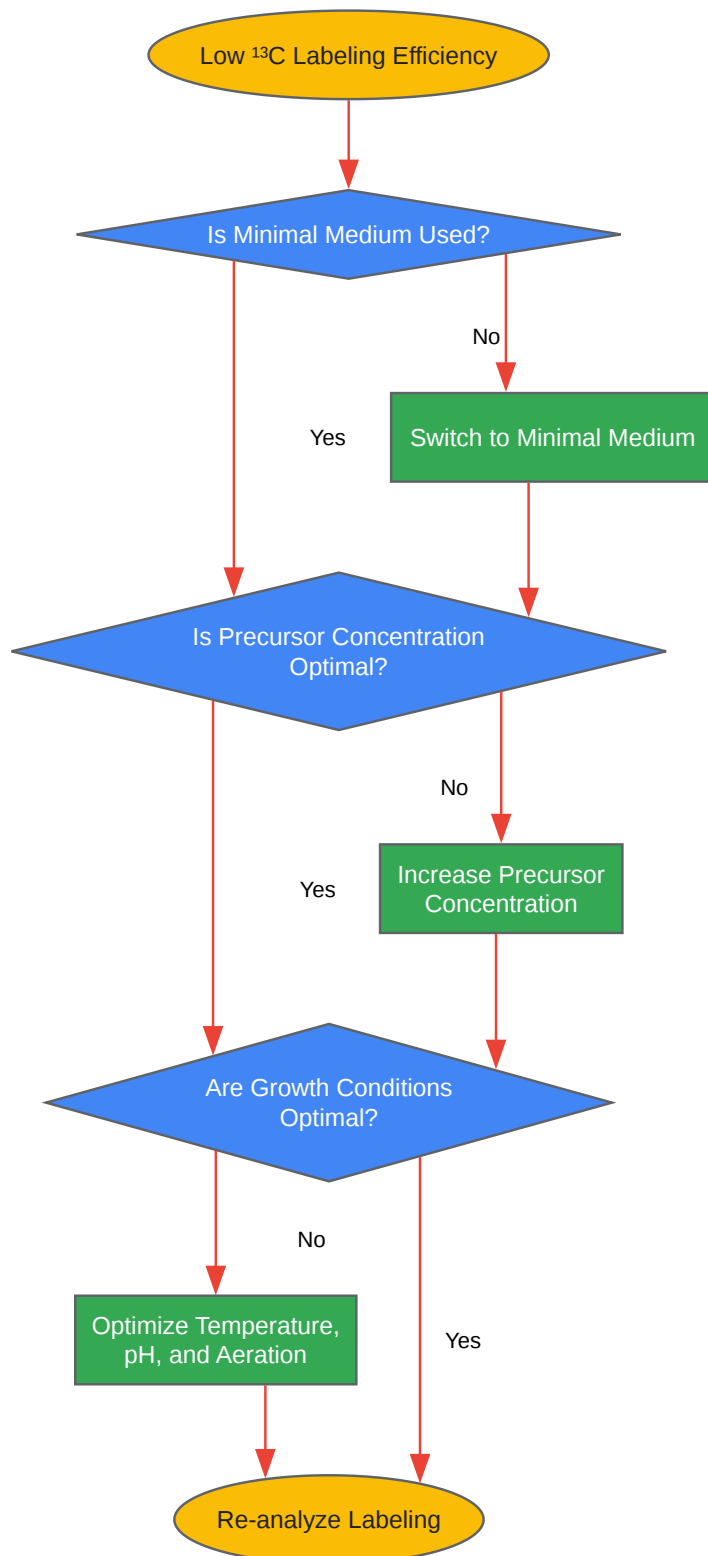 Low ¹³C Labeling Efficiency
Is Minimal Medium Used?
No
Switch to Minimal Medium
Yes
Is Precursor Concentration
Optimal?
No
Increase Precursor
Concentration
Yes
Are Growth Conditions
Optimal?
No
Optimize Temperature,
pH, and Aeration
Yes
Re-analyze Labeling